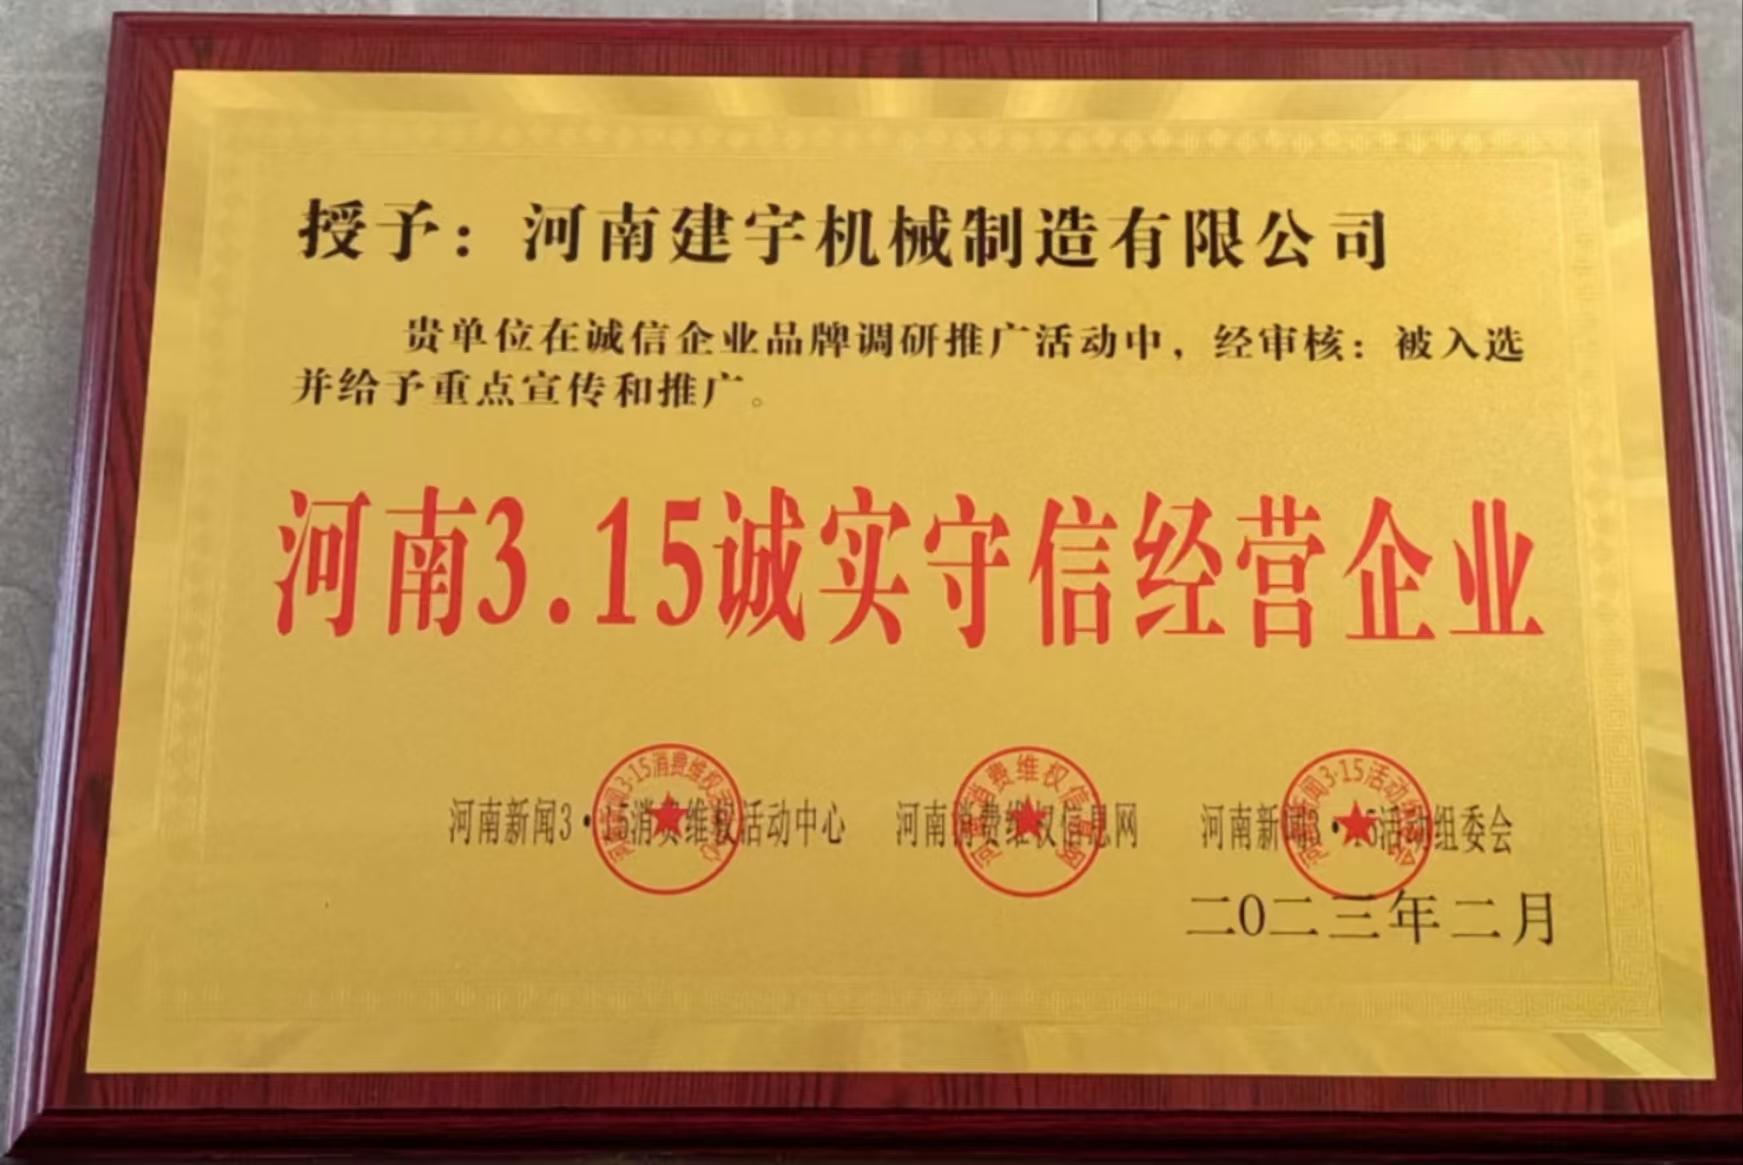 授予：河南建宇机械制造有限公司
贵单位在诚信企业品牌调研推广活动中，经审核：被入选
并给予重点宣传和推广。
河南3.15诚实守信经营企业
河南新闻3·15消费维权活动中心 河南消费维权信息网 河南新闻3·15活动组委会
二0二三年二月